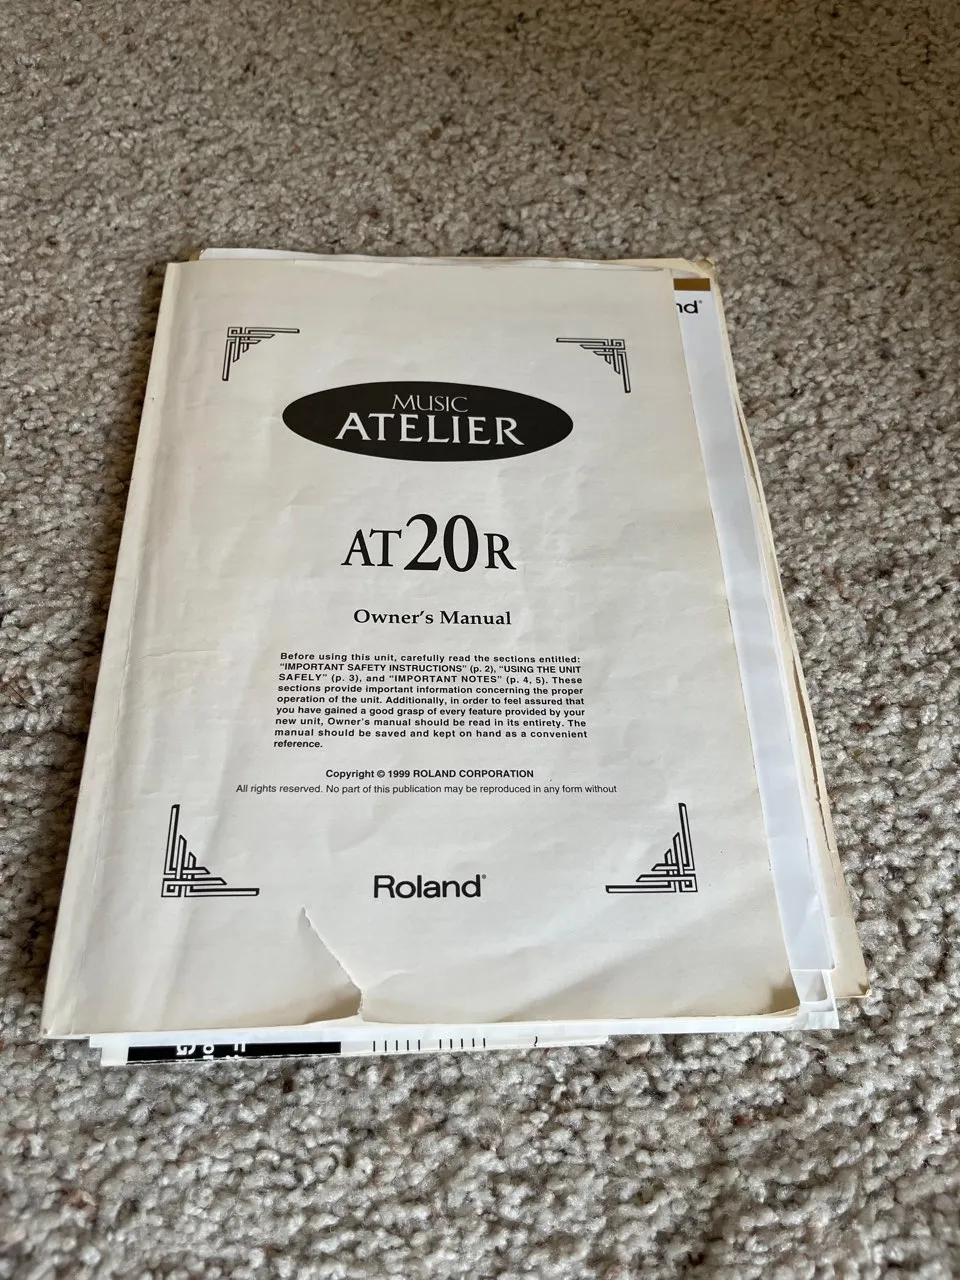 nd®
MUSIC
ATELIER
AT20R
Owner's Manual
Before using this unit, carefully read the sections entitled:
"IMPORTANT SAFETY INSTRUCTIONS" (p. 2), "USING THE UNIT
SAFELY" (p. 3), and "IMPORTANT NOTES" (p. 4, 5). These
sections provide important information concerning the proper
operation of the unit. Additionally, in order to feel assured that
you have gained a good grasp of every feature provided by your
new unit, Owner's manual should be read in its entirety. The
manual should be saved and kept on hand as a convenient
reference.
Copyright © 1999 ROLAND CORPORATION
All rights reserved. No part of this publication may be reproduced in any form without
Roland®